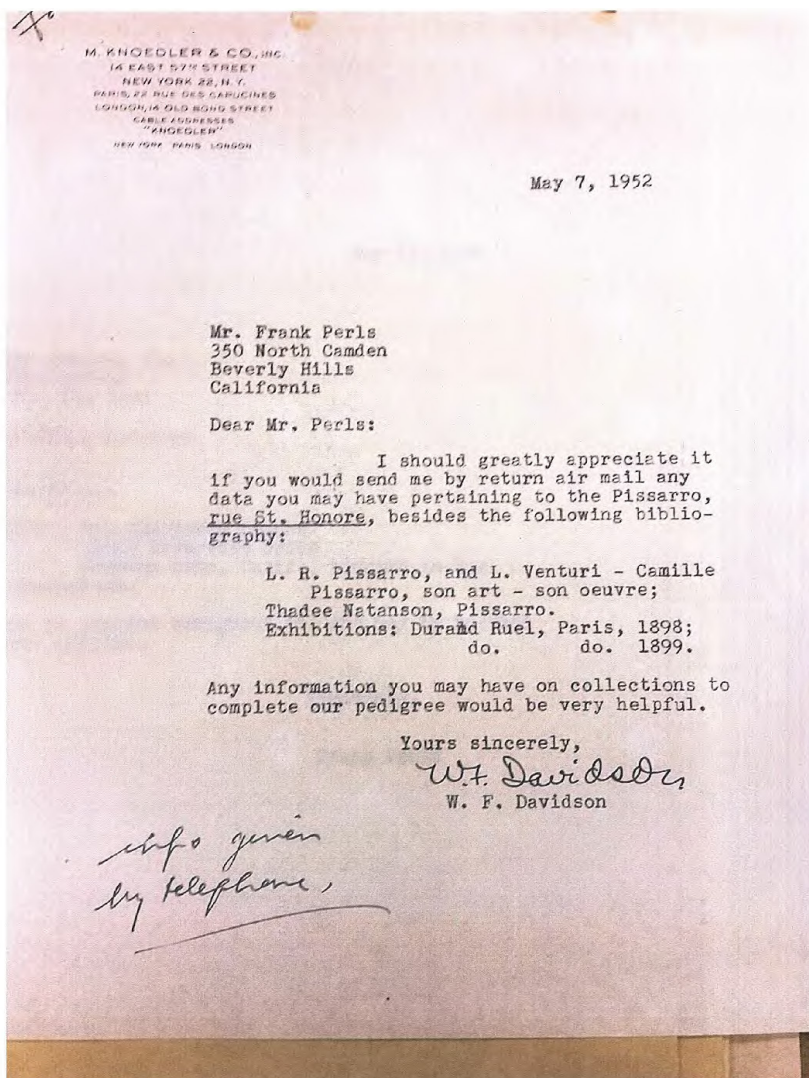 M. KNOEDLER & CO., INC.
14 EAST 57TH STREET
NEW YORK 22, N.Y.
PARIS, 22 RUE DES CAPUCINES
LONDON, 14 OLD BOND STREET
CABLE ADDRESSES
"KNOEDLER"
NEW YORK PARIS LONDON
May 7, 1952
Mr. Frank Perls
350 North Camden
Beverly Hills
California
Dear Mr. Perls:
I should greatly appreciate it
if you would send me by return air mail any
data you may have pertaining to the Pissarro,
rue St. Honore, besides the following biblio-
graphy:
L. R. Pissarro, and L. Venturi - Camille
Pissarro, son art - son oeuvre;
Thadee Natanson, Pissarro.
Exhibitions: Durand Ruel, Paris, 1898;
do. do. 1899.
Any information you may have on collections to
complete our pedigree would be very helpful.
Yours sincerely,
W.F. Davidson
W. F. Davidson
info given
by telephone,